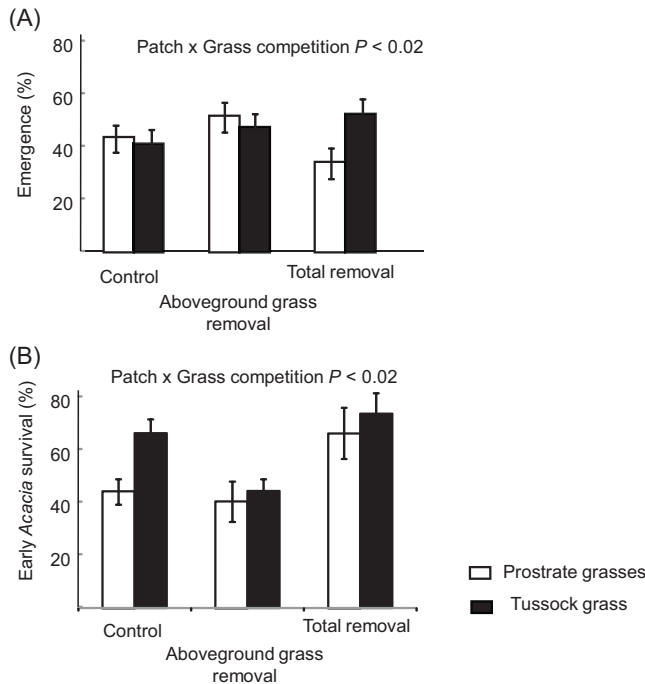 (A)
Patch x Grass competition P < 0.02
Emergence (%)
80
60
40
20
Control
Total removal
Aboveground grass
removal
(B)
Patch x Grass competition P < 0.02
Early Acacia survival (%)
80
60
40
20
Control
Total removal
Aboveground grass
removal
Prostrate grasses
Tussock grass